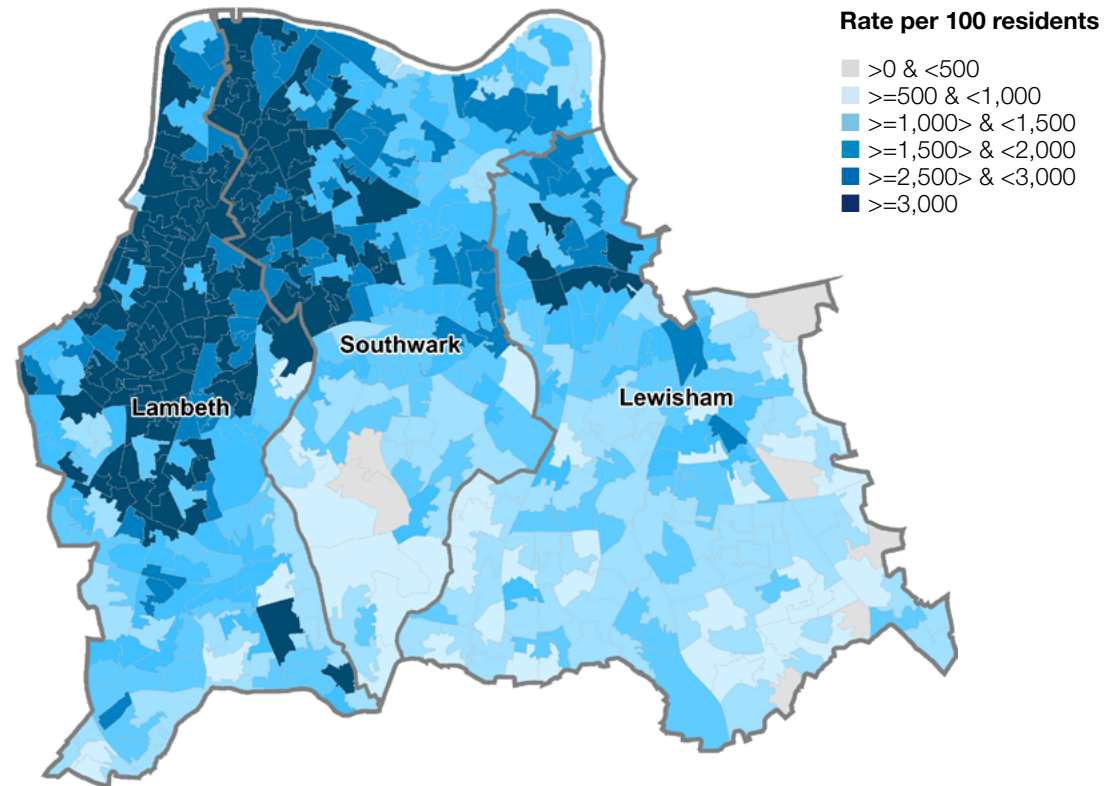 Rate per 100 residents
>0 & <500
>=500 & <1,000
>=1,000> & <1,500
>=1,500> & <2,000
>=2,500> & <3,000
>=3,000
Southwark
Lewisham
Lambeth